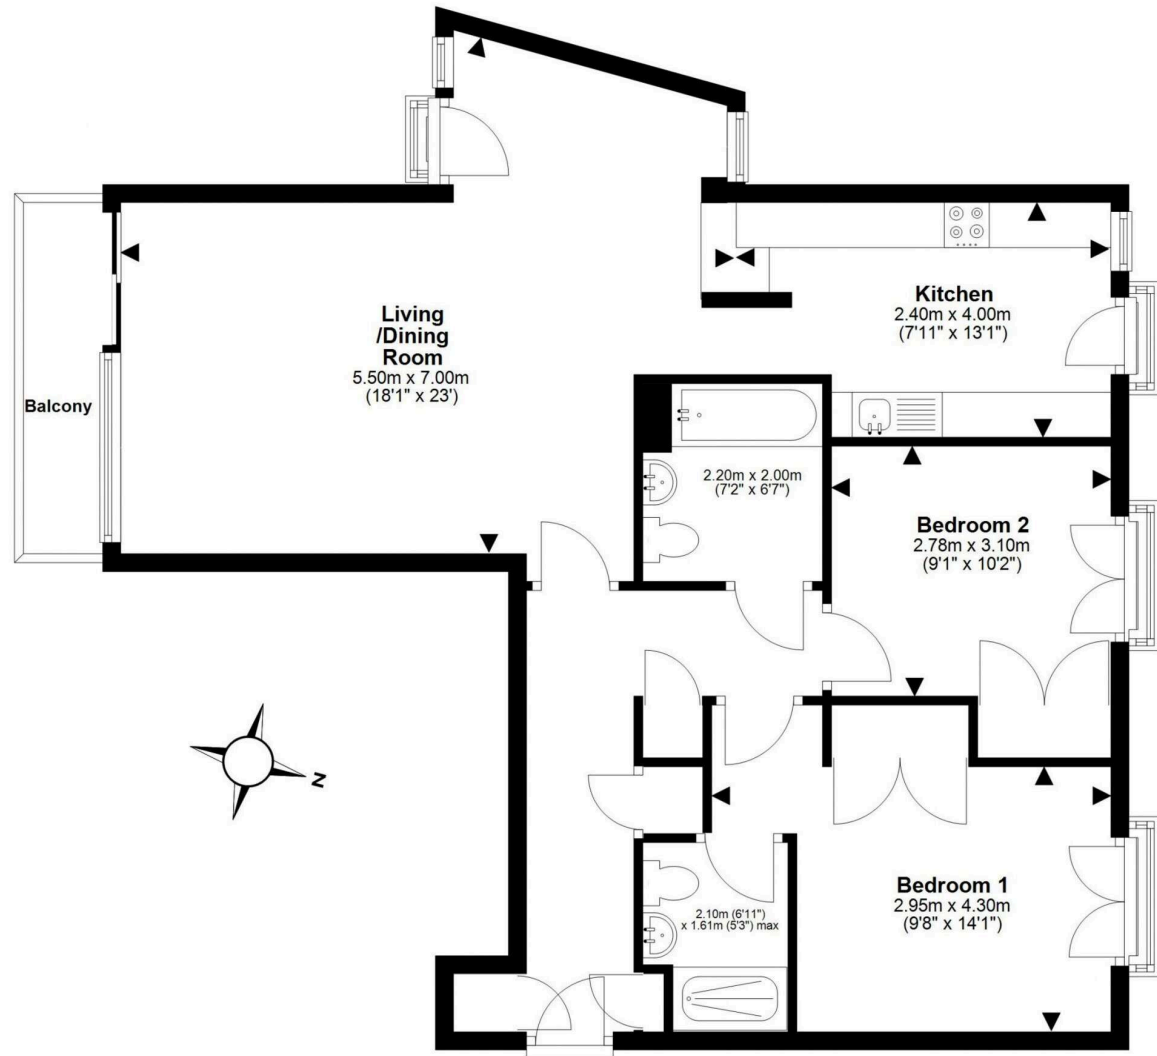 Living
/Dining
Room
5.50m x 7.00m
(18'1" x 23')
Kitchen
2.40m x 4.00m
(7'11" x 13'1")
Balcony
2.20m x 2.00m
(7'2" x 6'7")
Bedroom 2
2.78m x 3.10m
(9'1" x 10'2")
N
Bedroom 1
2.95m x 4.30m
(9'8" x 14'1")
2.10m (6'11")
x 1.61m (5'3") max